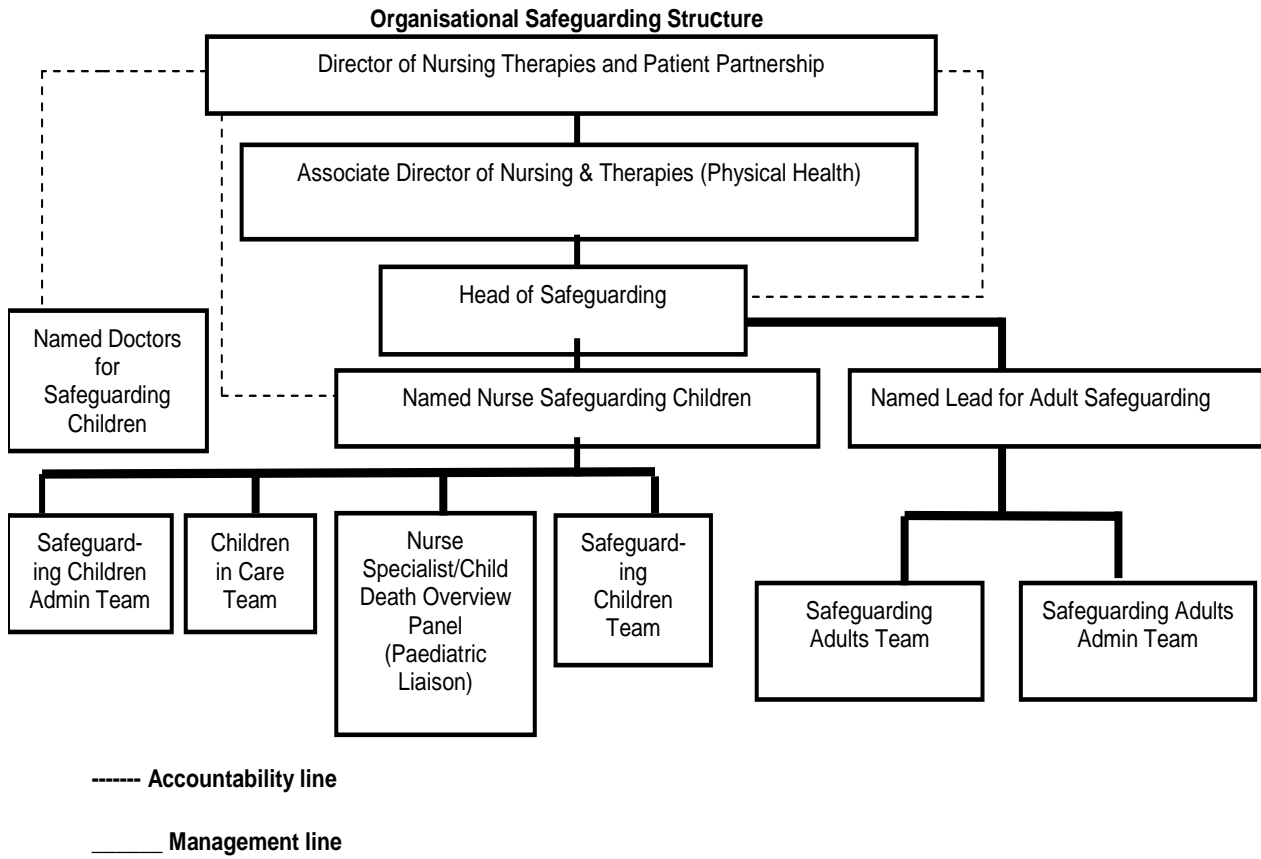 Organisational Safeguarding Structure
Director of Nursing Therapies and Patient Partnership
Associate Director of Nursing & Therapies (Physical Health)
Head of Safeguarding
Named Doctors
for
Safeguarding
Children
Named Nurse Safeguarding Children
Named Lead for Adult Safeguarding
Safeguard-
ing Children
Admin Team
Children
in Care
Team
Nurse
Specialist/Child
Death Overview
Panel
(Paediatric
Liaison)
Safeguard-
ing
Children
Team
Safeguarding
Adults Team
Safeguarding Adults
Admin Team
------- Accountability line
______ Management line